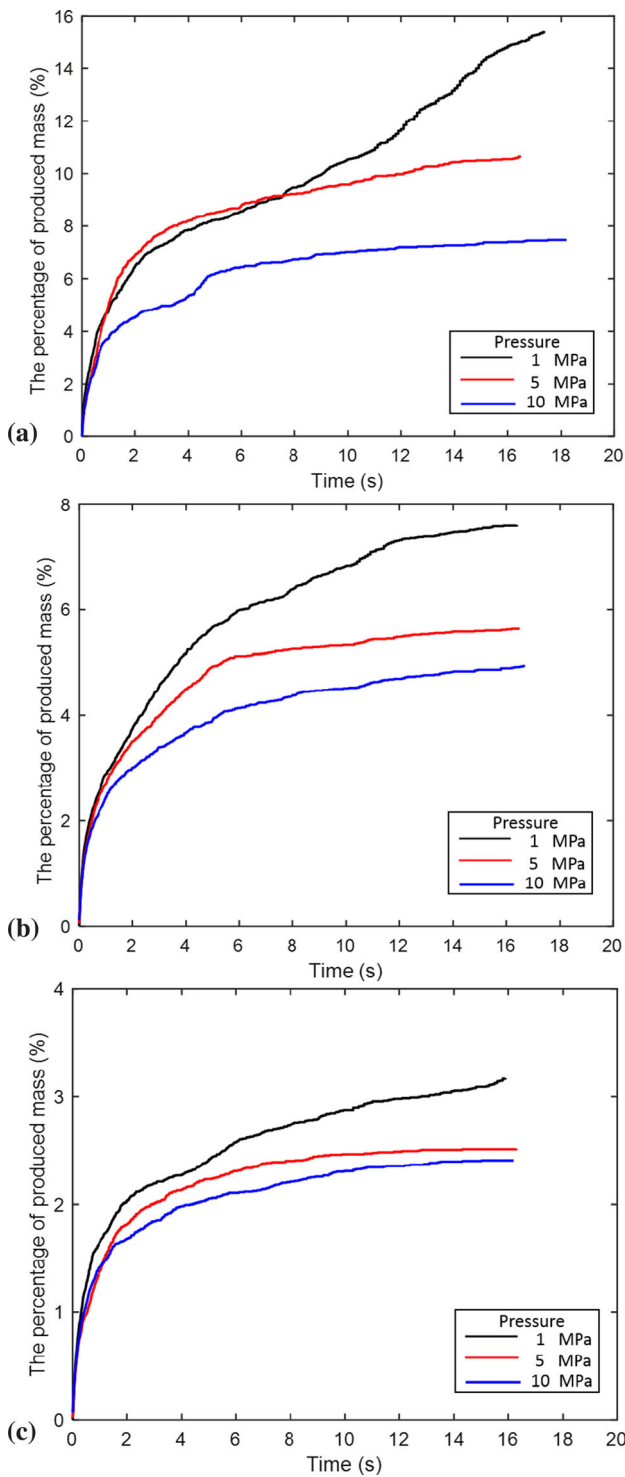 The percentage of produced mass (%)
16
14
12
10
8
6
4
2
0
0 2 4 6 8 10 12 14 16 18 20
Time (s)
Pressure
1 MPa
5 MPa
10 MPa
(a)
The percentage of produced mass (%)
8
6
4
2
0
0 2 4 6 8 10 12 14 16 18 20
Time (s)
Pressure
1 MPa
5 MPa
10 MPa
(b)
The percentage of produced mass (%)
4
3
2
1
0
0 2 4 6 8 10 12 14 16 18 20
Time (s)
Pressure
1 MPa
5 MPa
10 MPa
(c)